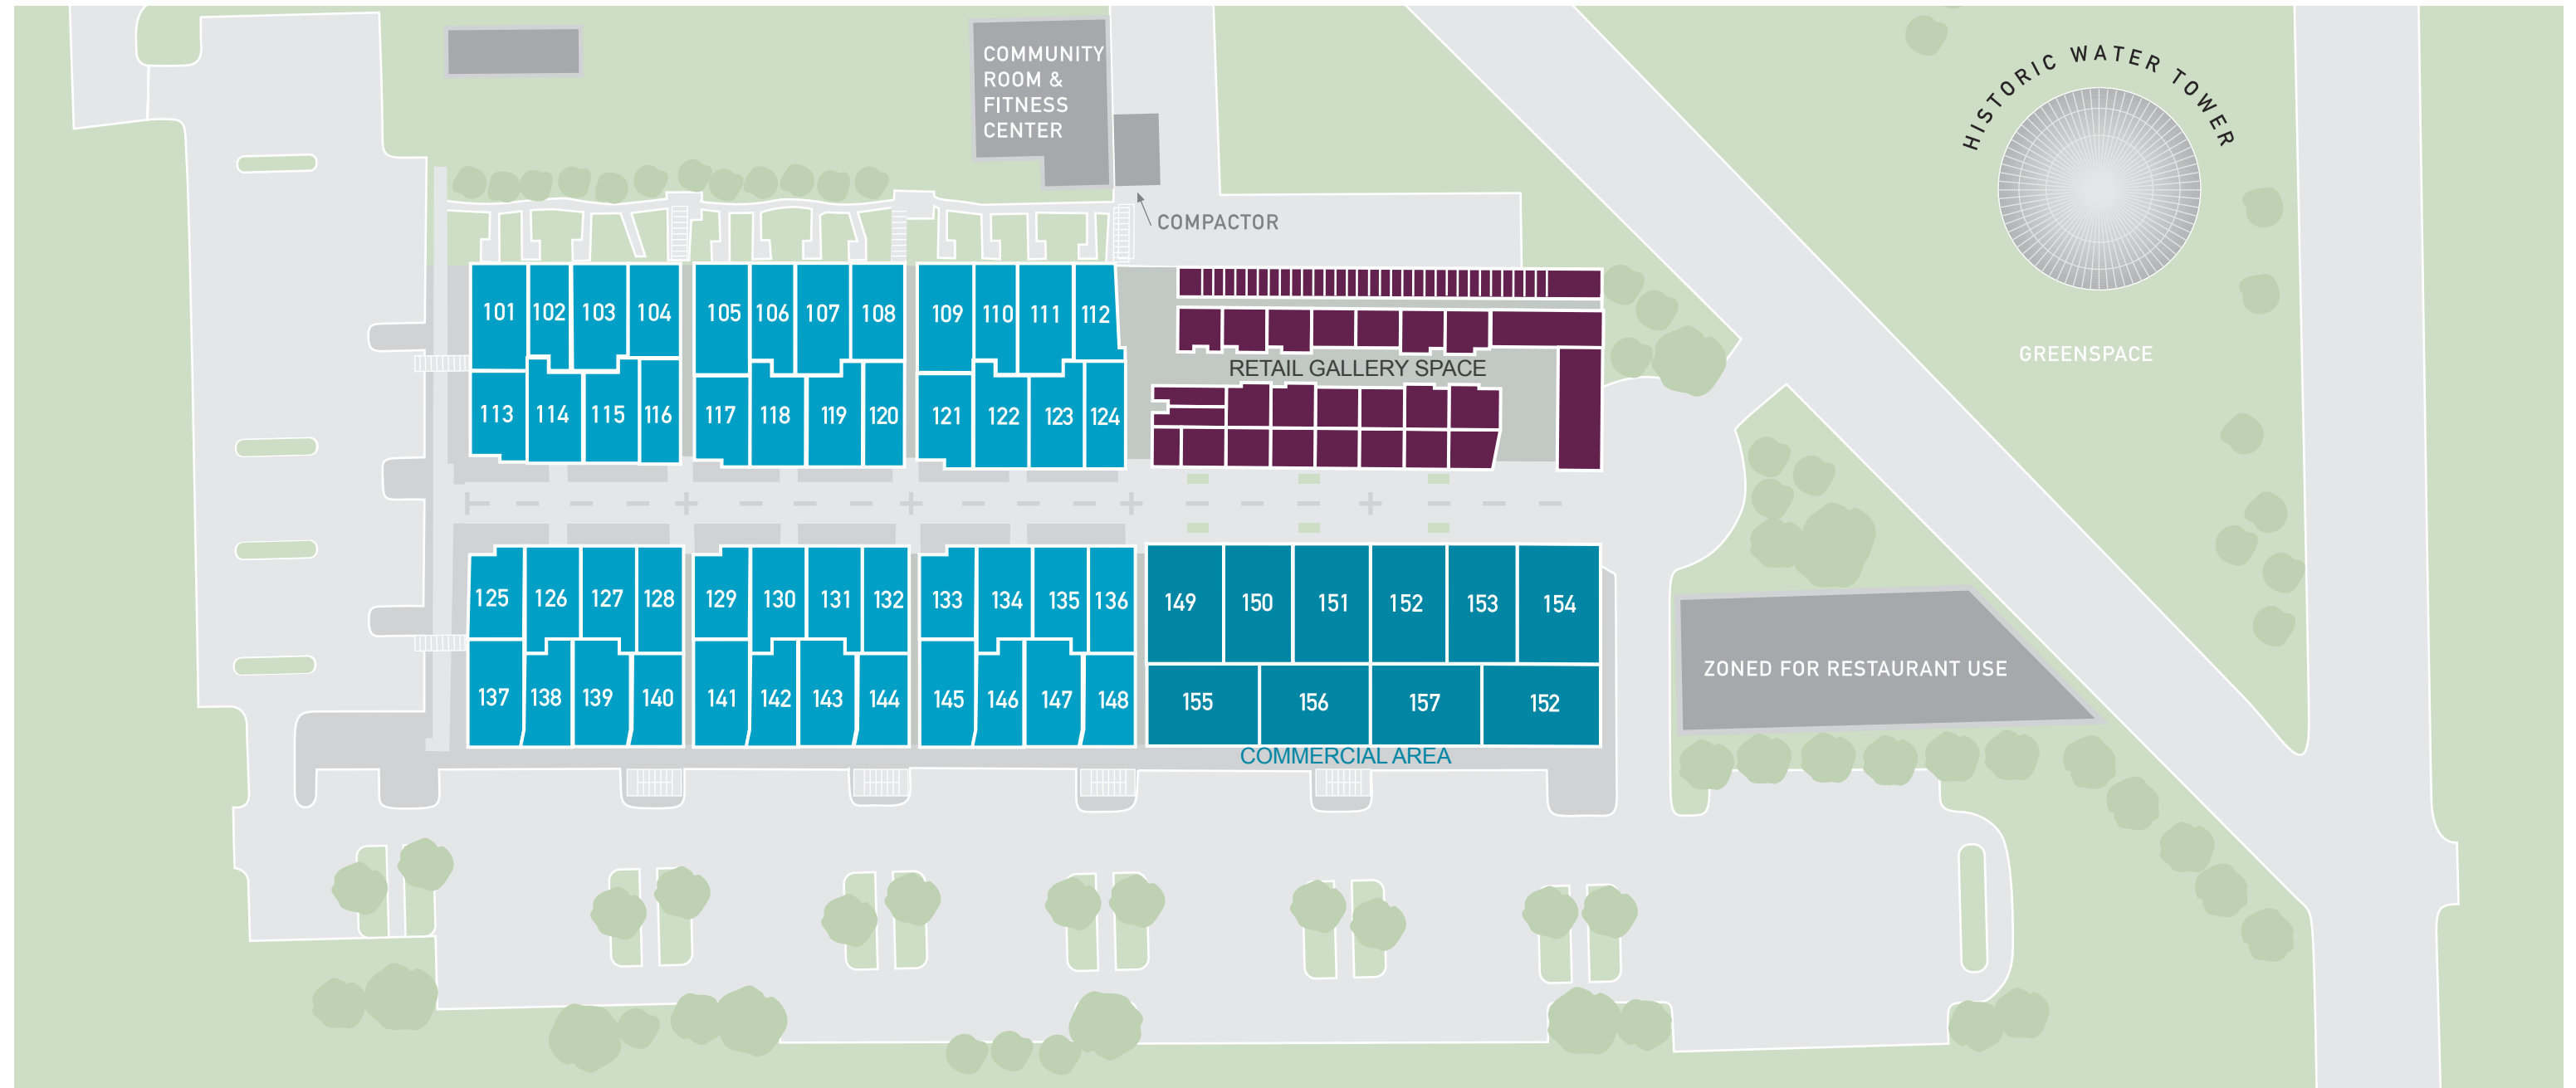 COMMUNITY
ROOM &
FITNESS
CENTER
HISTORIC WATER TOWER
COMPACTOR
GREENSPACE
101 102 103 104 105 106 107 108 109 110 111 112
RETAIL GALLERY SPACE
113 114 115 116 117 118 119 120 121 122 123 124
125 126 127 128 129 130 131 132 133 134 135 136 149 150 151 152 153 154
ZONED FOR RESTAURANT USE
137 138 139 140 141 142 143 144 145 146 147 148 155 156 157 152
COMMERCIAL AREA